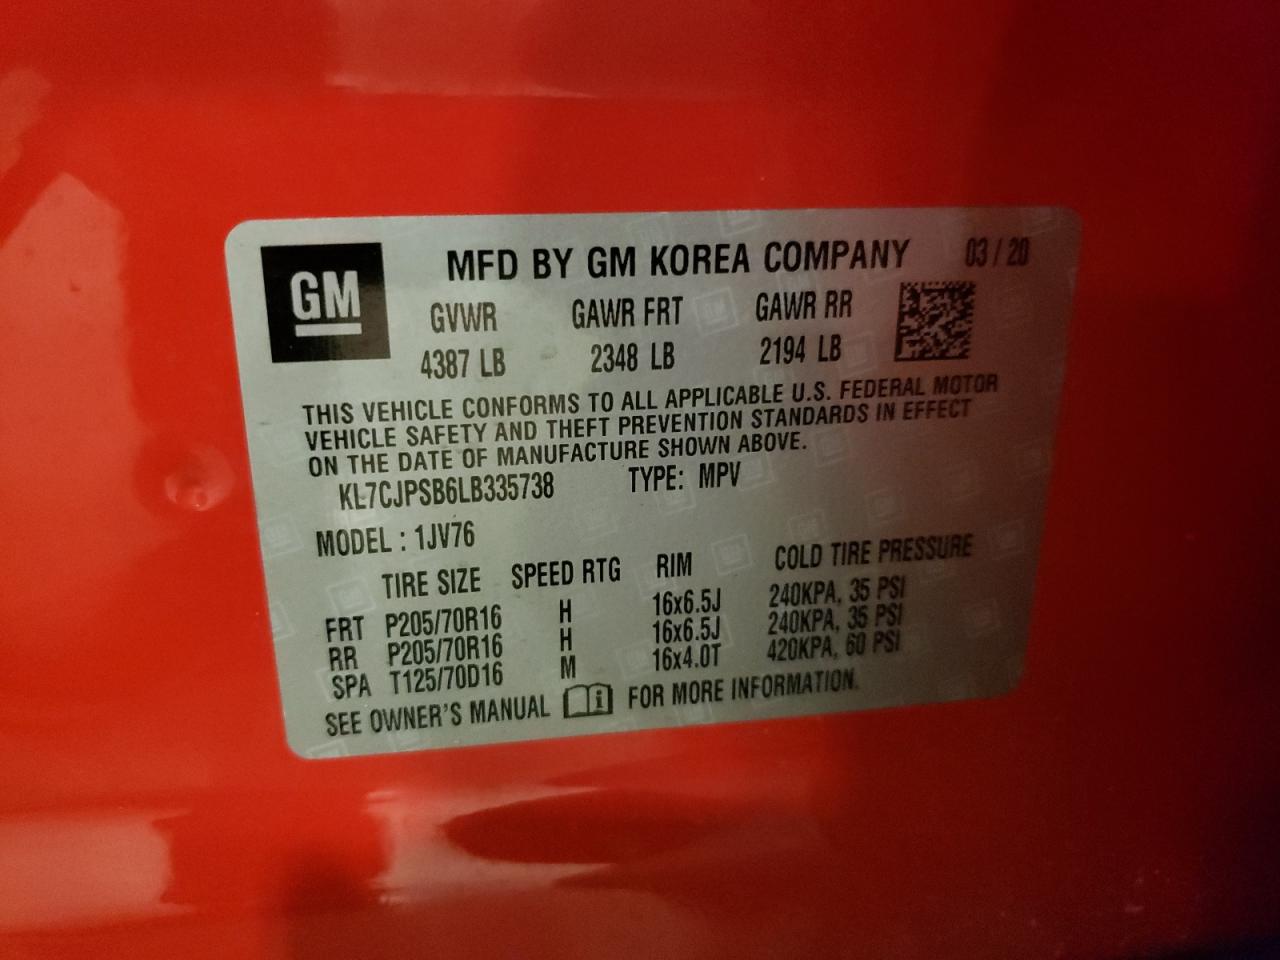 GM
MFD BY GM KOREA COMPANY 03 / 20
GVWR GAWR FRT GAWR RR
4387 LB 2348 LB 2194 LB
THIS VEHICLE CONFORMS TO ALL APPLICABLE U.S. FEDERAL MOTOR
VEHICLE SAFETY AND THEFT PREVENTION STANDARDS IN EFFECT
ON THE DATE OF MANUFACTURE SHOWN ABOVE.
KL7CJPSB6LB335738 TYPE: MPV
MODEL : 1JV76
TIRE SIZE SPEED RTG RIM COLD TIRE PRESSURE
FRT P205/70R16 H 16x6.5J 240KPA, 35 PSI
RR P205/70R16 H 16x6.5J 240KPA, 35 PSI
SPA T125/70D16 M 16x4.0T 420KPA, 60 PSI
SEE OWNER'S MANUAL i FOR MORE INFORMATION.